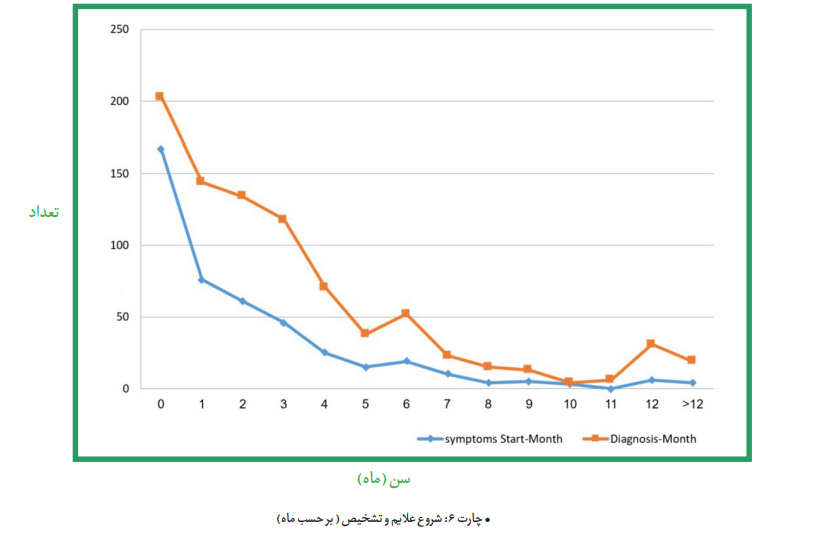 250
200
150
100
50
0
تعداد
0 1 2 3 4 5 6 7 8 9 10 11 12 >12
symptoms Start-Month Diagnosis-Month
سن (ماه)
• چارت ۶: شروع علایم و تشخیص ( بر حسب ماه)